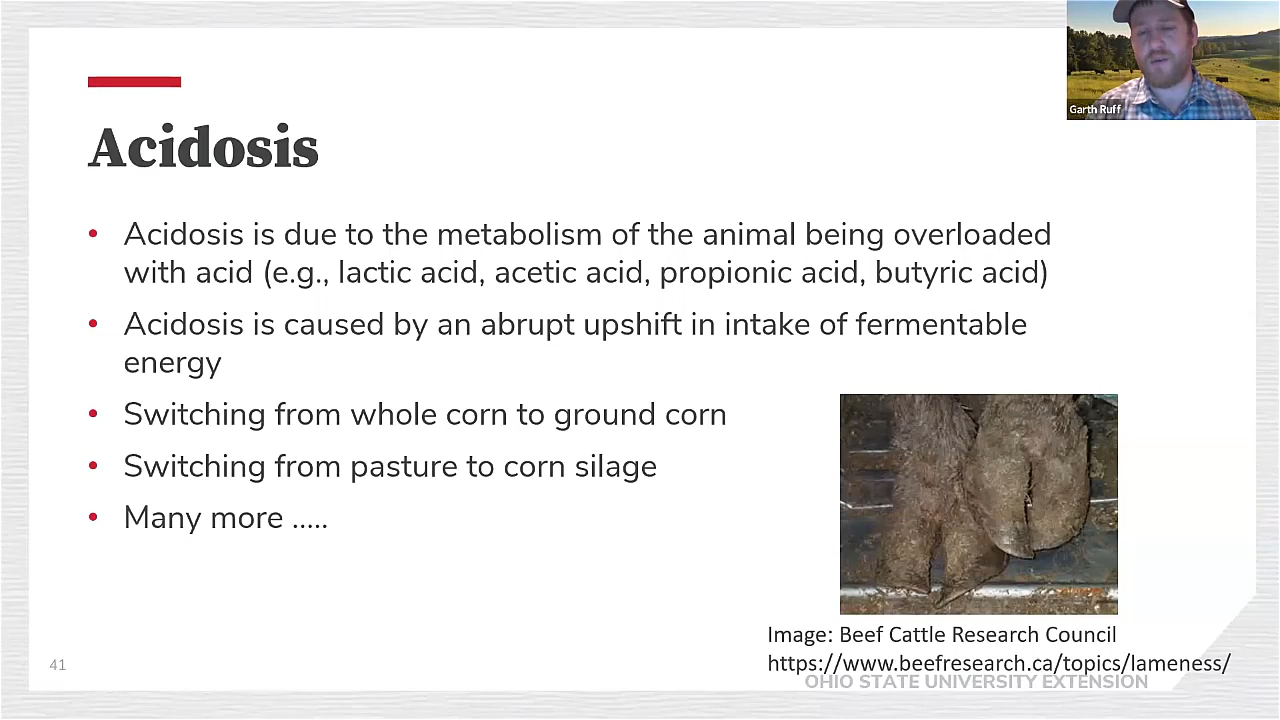 Garth Ruff
Acidosis
• Acidosis is due to the metabolism of the animal being overloaded
with acid (e.g., lactic acid, acetic acid, propionic acid, butyric acid)
• Acidosis is caused by an abrupt upshift in intake of fermentable
energy
• Switching from whole corn to ground corn
• Switching from pasture to corn silage
• Many more .....
Image: Beef Cattle Research Council
https://www.beefresearch.ca/topics/lameness/
41
OHIO STATE UNIVERSITY EXTENSION